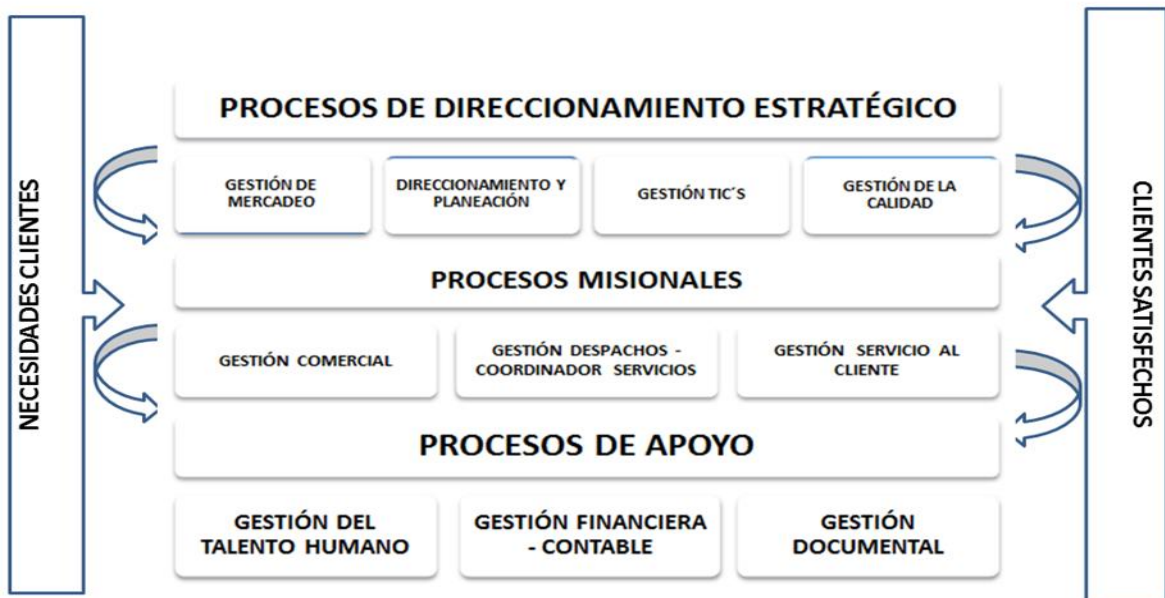 NECESIDADES CLIENTES
PROCESOS DE DIRECCIONAMIENTO ESTRATÉGICO
GESTIÓN DE
MERCADEO
DIRECCIONAMIENTO Y
PLANEACIÓN
GESTIÓN TIC´S
GESTIÓN DE LA
CALIDAD
PROCESOS MISIONALES
GESTIÓN COMERCIAL
GESTIÓN DESPACHOS -
COORDINADOR SERVICIOS
GESTIÓN SERVICIO AL
CLIENTE
PROCESOS DE APOYO
GESTIÓN DEL
TALENTO HUMANO
GESTIÓN FINANCIERA
- CONTABLE
GESTIÓN
DOCUMENTAL
CLIENTES SATISFECHOS